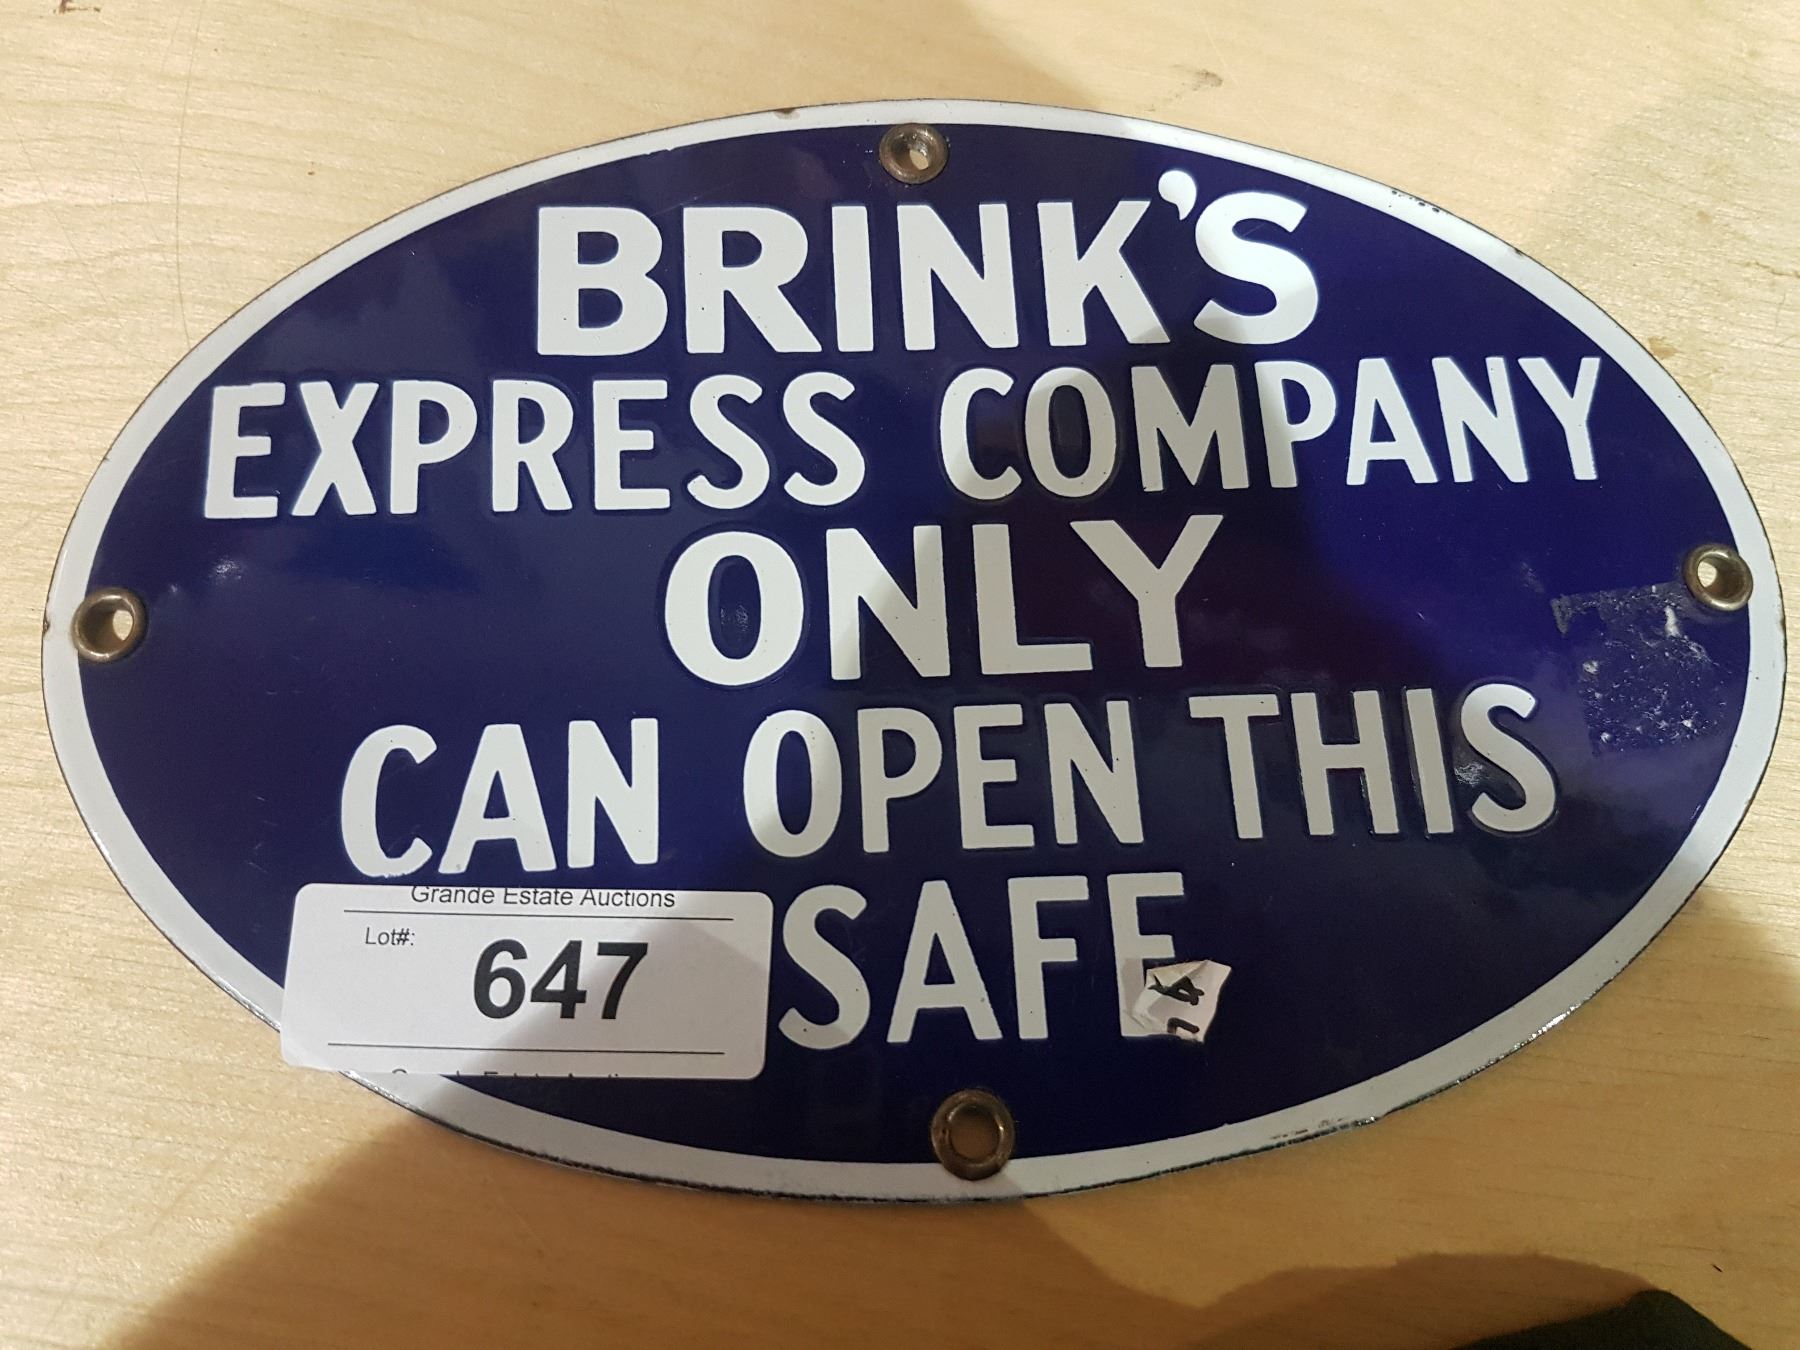 BRINK'S
EXPRESS COMPANY
ONLY
CAN OPEN THIS
SAFE
Grande Estate Auctions
Lot#:
647